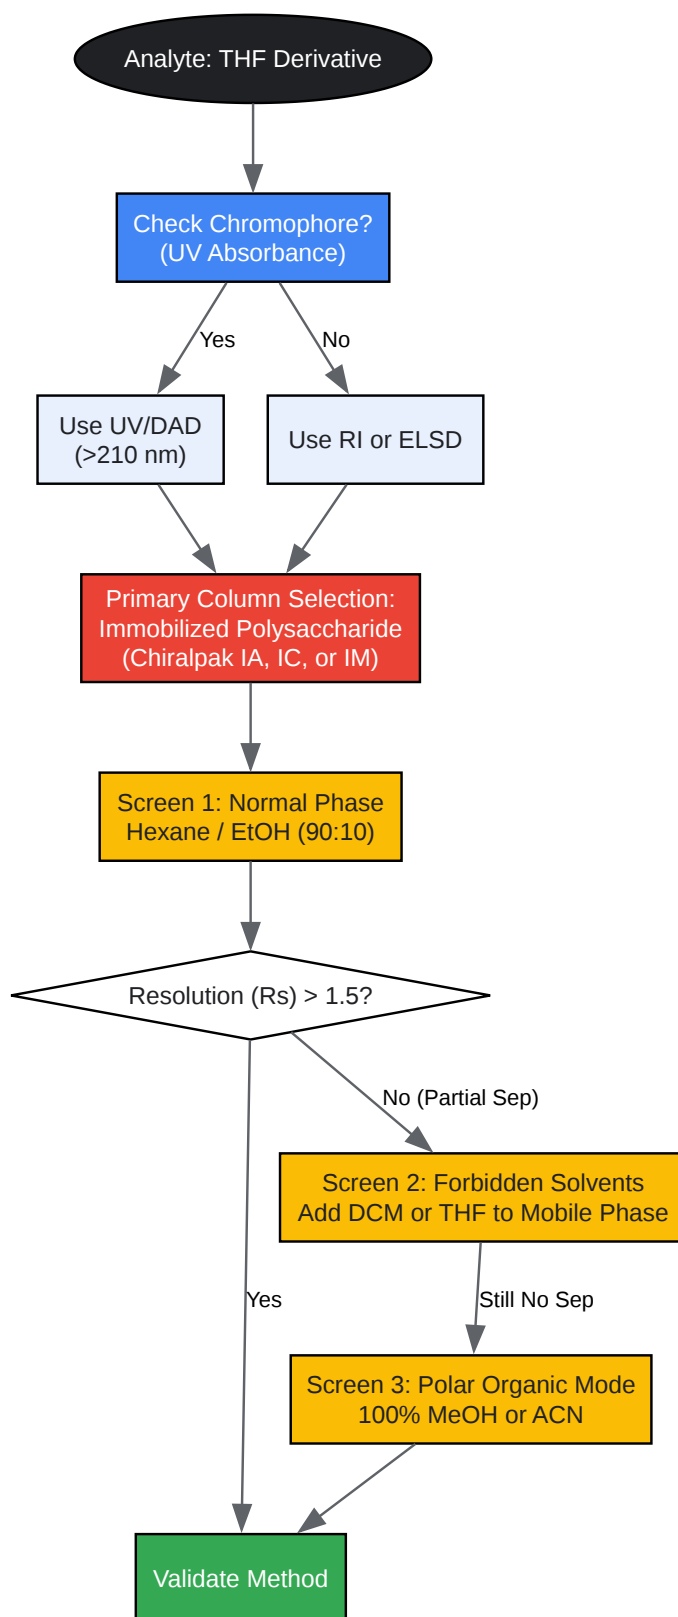 Analyte: THF Derivative
Check Chromophore?
(UV Absorbance)
Yes
No
Use UV/DAD
(>210 nm)
Use RI or ELSD
Primary Column Selection:
Immobilized Polysaccharide
(Chiralpak IA, IC, or IM)
Screen 1: Normal Phase
Hexane / EtOH (90:10)
Resolution (Rs) > 1.5?
No (Partial Sep)
Screen 2: Forbidden Solvents
Add DCM or THF to Mobile Phase
Yes
Still No Sep
Screen 3: Polar Organic Mode
100% MeOH or ACN
Validate Method